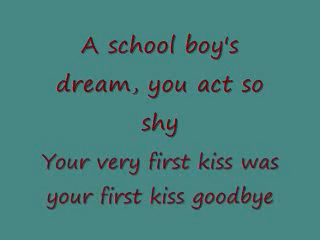 A school boy's
dream, you act so
shy
Your very first kiss was
your first kiss goodbye